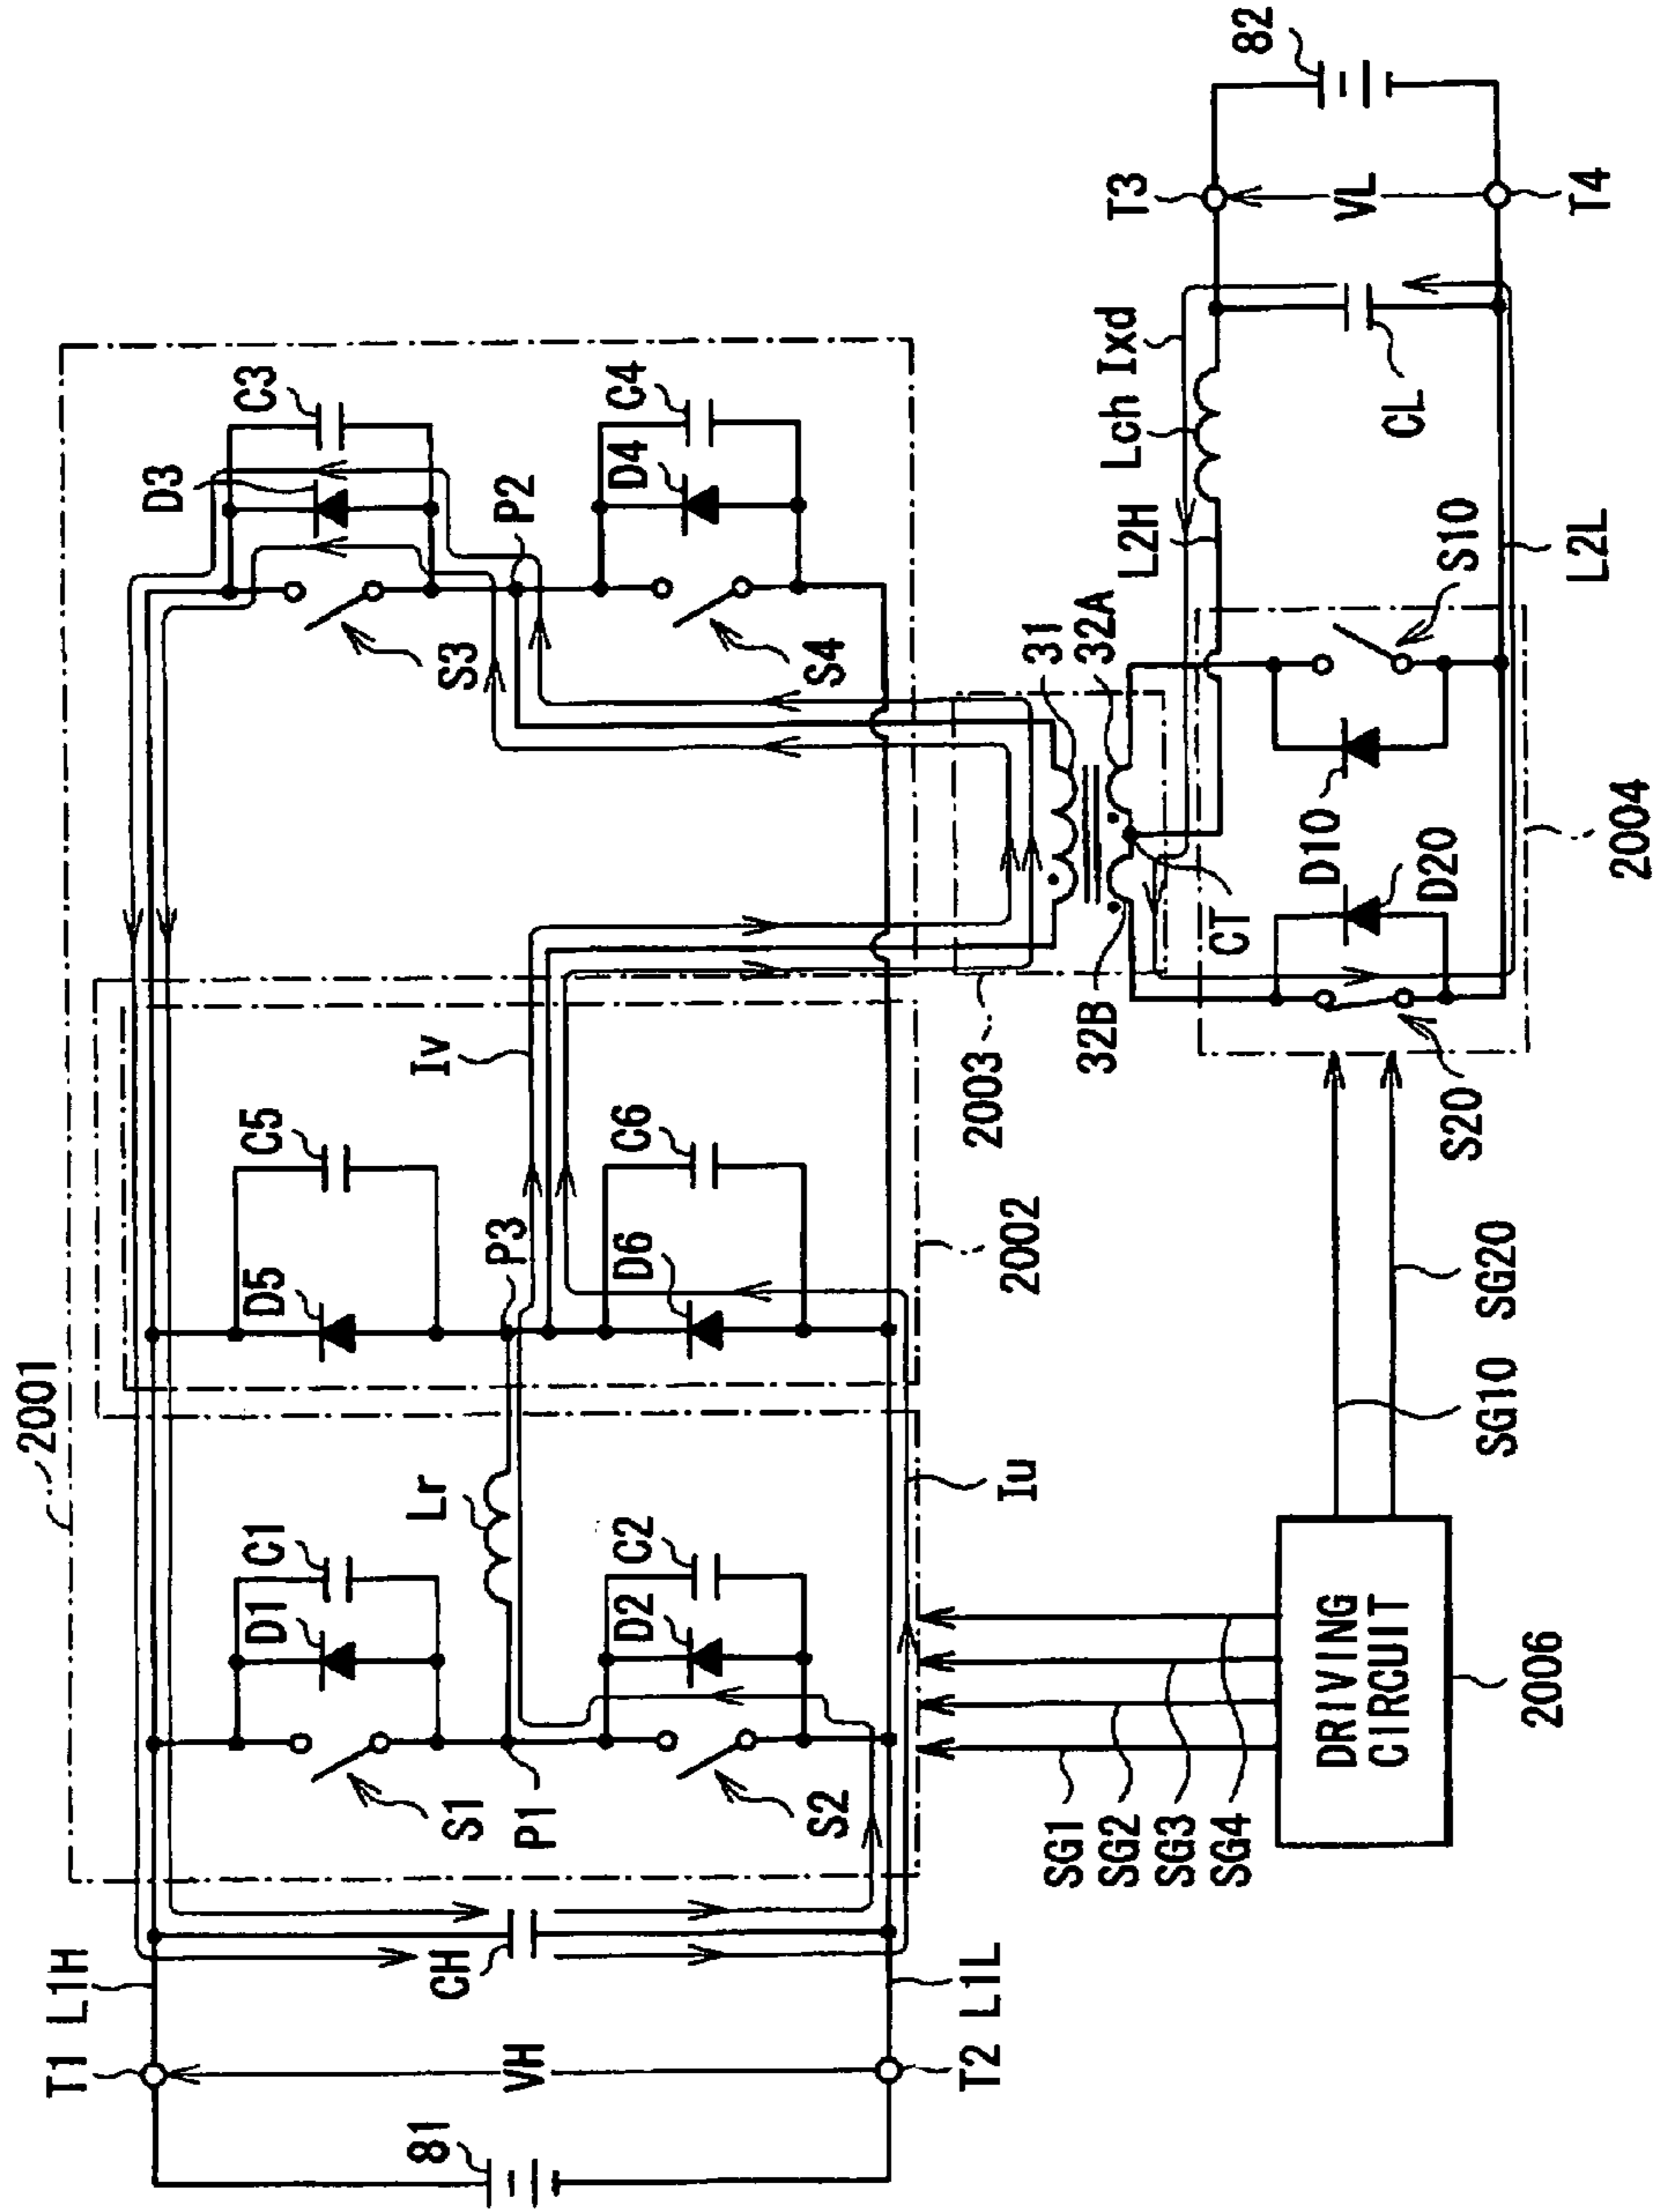 2001
T1
L1H
81
VH
CH
T2
L1L
S1
D1
C1
P1
Lr
S2
D2
C2
Iu
D5
C5
P3
Iv
D6
C6
2002
2003
D3
C3
S3
P2
D4
C4
S4
31
32A
32B
CT
L2H
Lch
Ixd
T3
82
VL
T4
CL
D10
S10
D20
S20
L2L
2004
SG1
SG2
SG3
SG4
DRIVING
CIRCUIT
2006
SG10
SG20